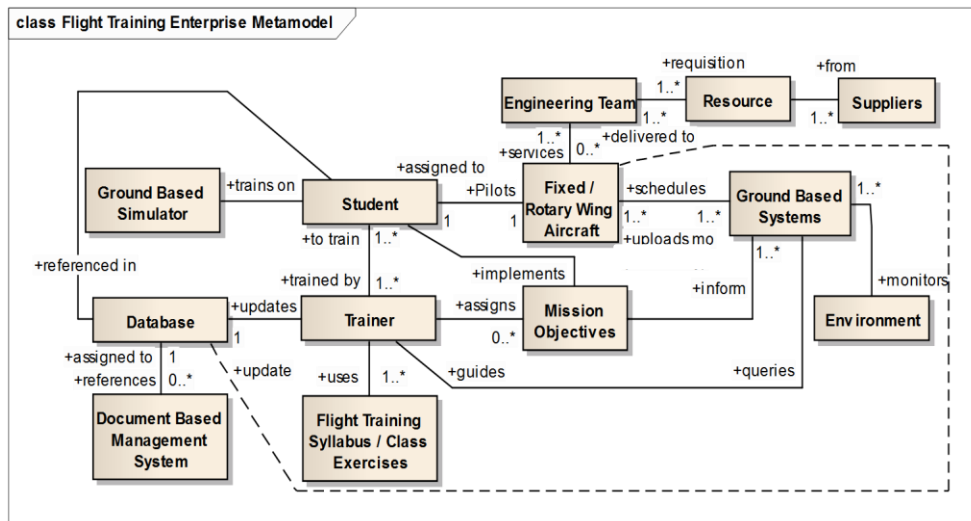 class Flight Training Enterprise Metamodel
+requisition
+from
Engineering Team
1..*
1..*
Resource
1..*
Suppliers
1..*
0..*
+delivered to
+services
+assigned to
Ground Based
Simulator
+trains on
Student
+Pilots
1
1
Fixed /
Rotary Wing
Aircraft
+schedules
1..*
1..*
+uploads mo
Ground Based
Systems
1..*
1..*
+to train
1..*
+referenced in
+implements
+inform
+monitors
+trained by
1..*
Database
+updates
1
Trainer
+assigns
0..*
Mission
Objectives
Environment
+assigned to
1
+references
0..*
+update
+uses
1..*
+guides
+queries
Document Based
Management
System
Flight Training
Syllabus / Class
Exercises